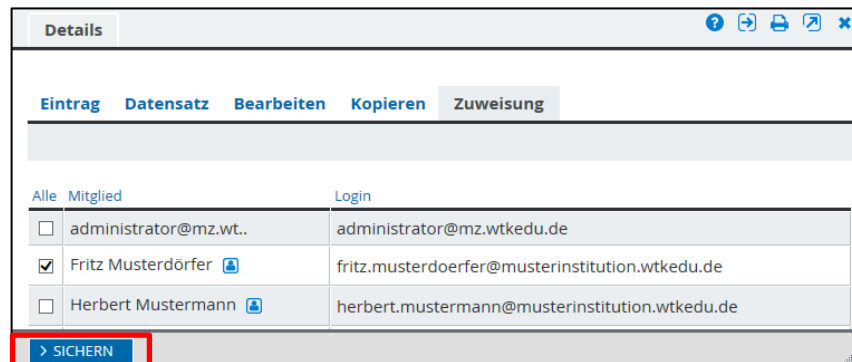 Details
Eintrag Datensatz Bearbeiten Kopieren Zuweisung
Alle Mitglied Login
administrator@mz.wt.. administrator@mz.wtkedu.de
Fritz Musterdörfer fritz.musterdoerfer@musterinstitution.wtkedu.de
Herbert Mustermann herbert.mustermann@musterinstitution.wtkedu.de
> SICHERN